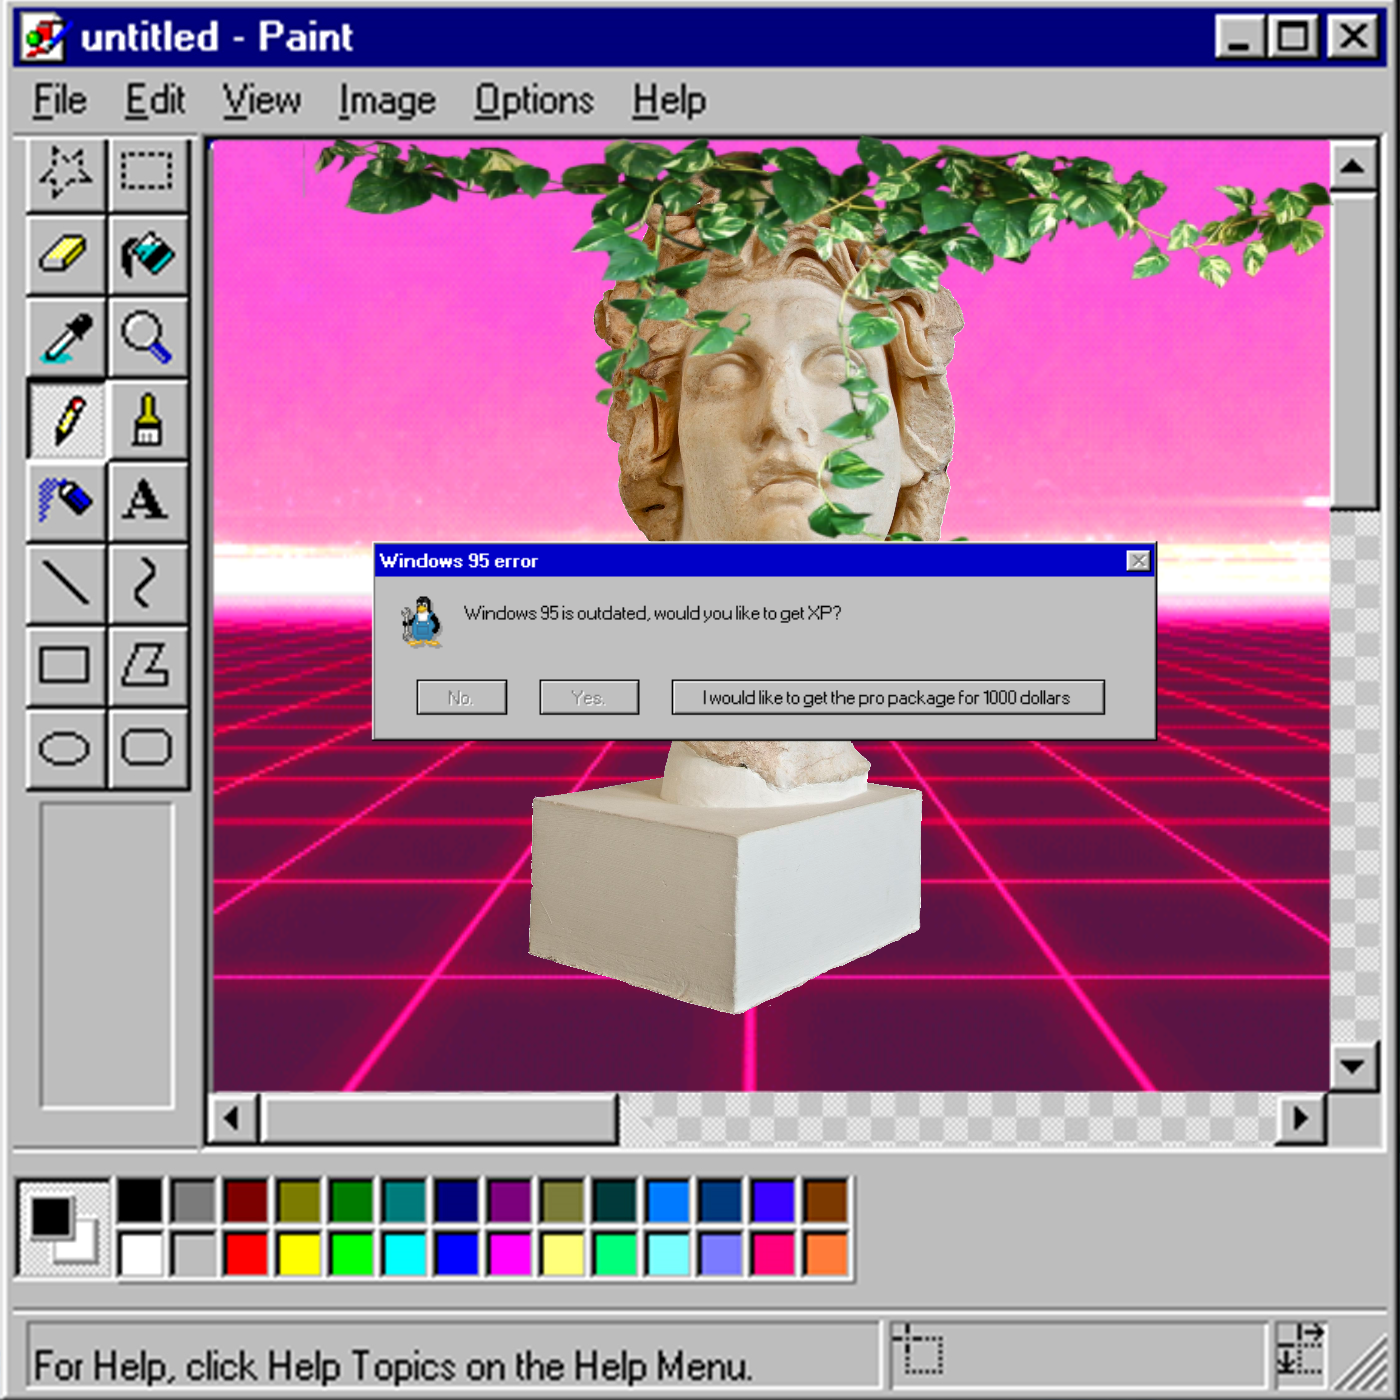 untitled - Paint
File Edit View Image Options Help
A
Windows 95 error
Windows 95 is outdated, would you like to get XP?
No. Yes. I would like to get the pro package for 1000 dollars
For Help, click Help Topics on the Help Menu.